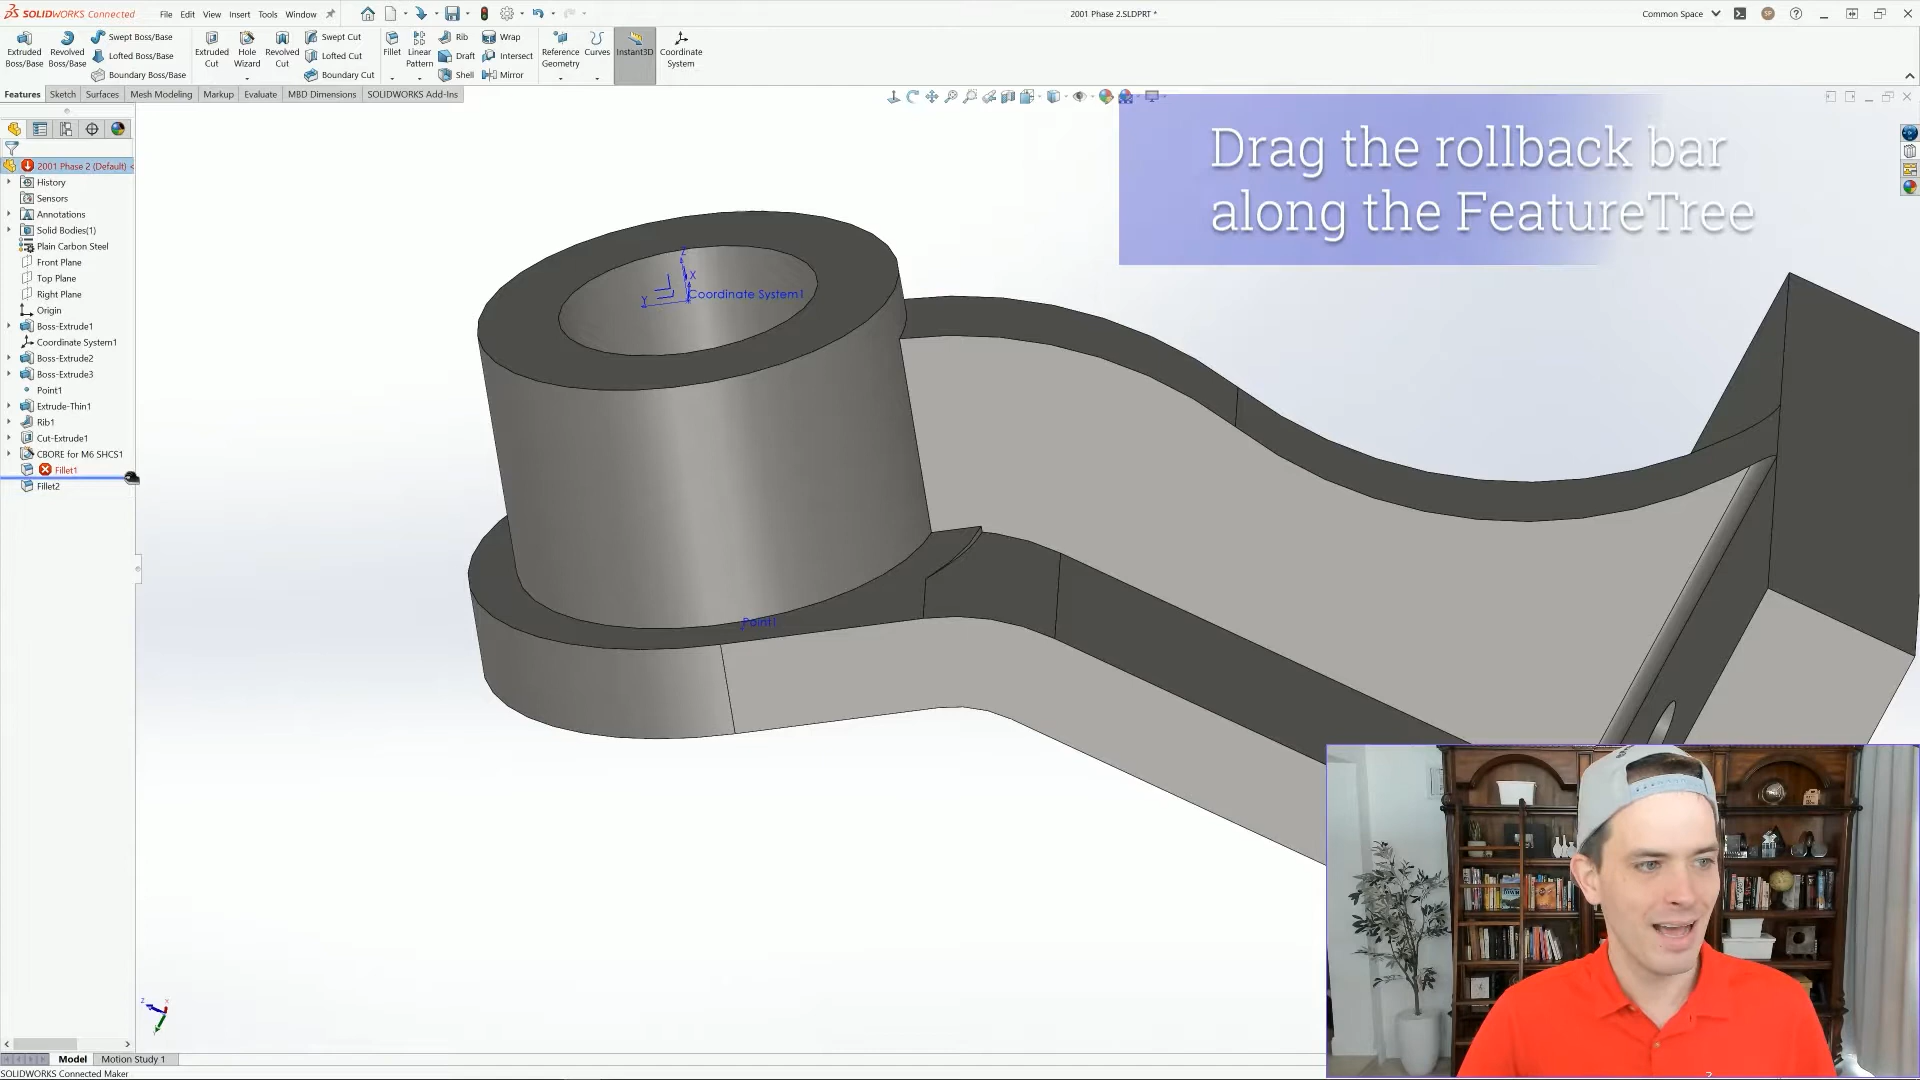 SOLIDWORKS Connected
File Edit View Insert Tools Window
2001 Phase 2.SLDPRT *
Common Space
SP
Extruded Boss/Base
Revolved Boss/Base
Swept Boss/Base
Lofted Boss/Base
Boundary Boss/Base
Extruded Cut
Hole Wizard
Revolved Cut
Swept Cut
Lofted Cut
Boundary Cut
Fillet
Linear Pattern
Rib
Draft
Shell
Wrap
Intersect
Mirror
Reference Geometry
Curves
Instant3D
Coordinate System
Features Sketch Surfaces Mesh Modeling Markup Evaluate MBD Dimensions SOLIDWORKS Add-Ins
Drag the rollback bar
along the FeatureTree
2001 Phase 2 (Default) <
History
Sensors
Annotations
Solid Bodies(1)
Plain Carbon Steel
Front Plane
Top Plane
Right Plane
Origin
Boss-Extrude1
Coordinate System1
Boss-Extrude2
Boss-Extrude3
Point1
Extrude-Thin1
Rib1
Cut-Extrude1
CBORE for M6 SHCS1
Fillet1
Fillet2
Z
X
Y
Coordinate System1
Point1
Z
X
Y
Model Motion Study 1
SOLIDWORKS Connected Maker